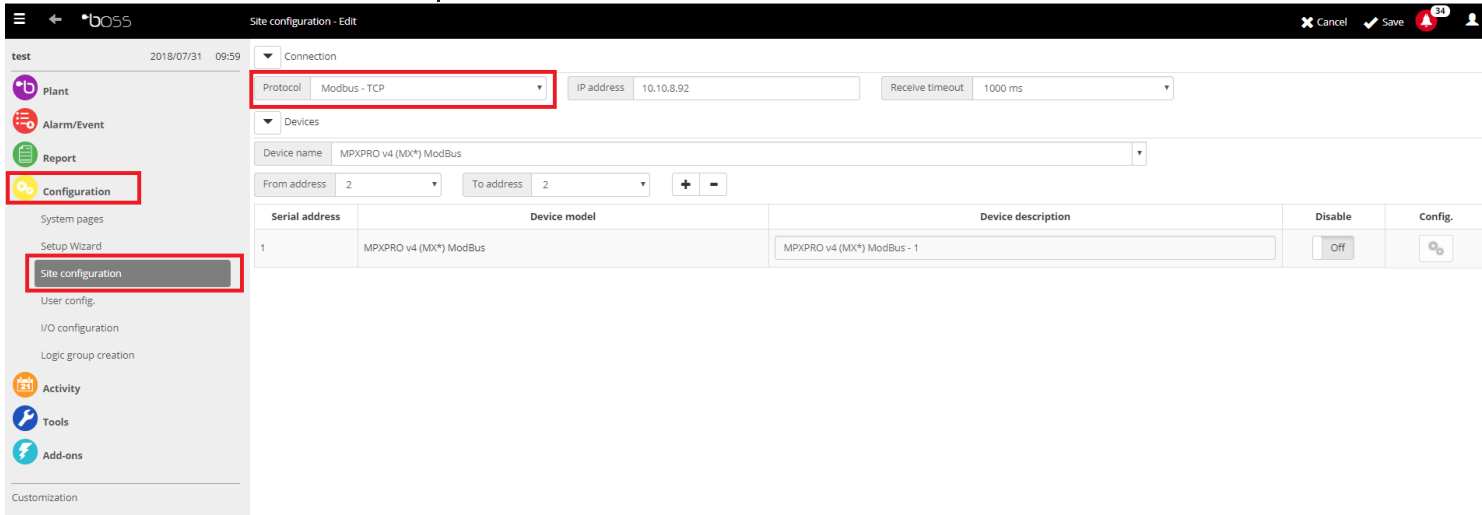 boss Site configuration - Edit Cancel Save 34
test 2018/07/31 09:59
Connection
Plant
Protocol Modbus - TCP IP address 10.10.8.92 Receive timeout 1000 ms
Alarm/Event
Devices
Report
Device name MPXPRO v4 (MX*) ModBus
Configuration
From address 2 To address 2 + -
System pages
Serial address Device model Device description Disable Config.
Setup Wizard
1 MPXPRO v4 (MX*) ModBus MPXPRO v4 (MX*) ModBus - 1 Off
Site configuration
User config.
I/O configuration
Logic group creation
21 Activity
Tools
Add-ons
Customization